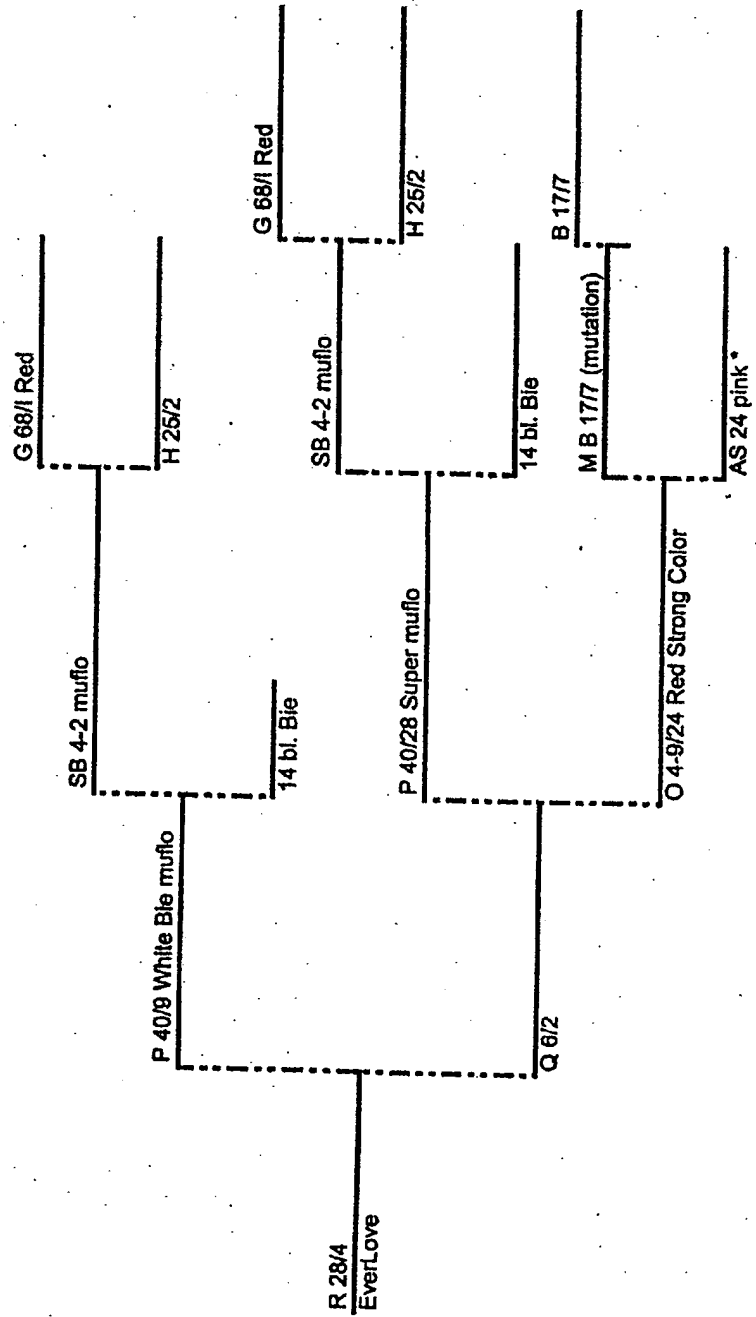 R 28/4
EverLove
P 40/9 White Bie muflo
Q 6/2
SB 4-2 muflo
14 bl. Bie
P 40/28 Super muflo
O 4-9/24 Red Strong Color
G 68/I Red
H 25/2
SB 4-2 muflo
14 bl. Bie
M B 17/7 (mutation)
AS 24 pink *
G 68/I Red
H 25/2
B 17/7